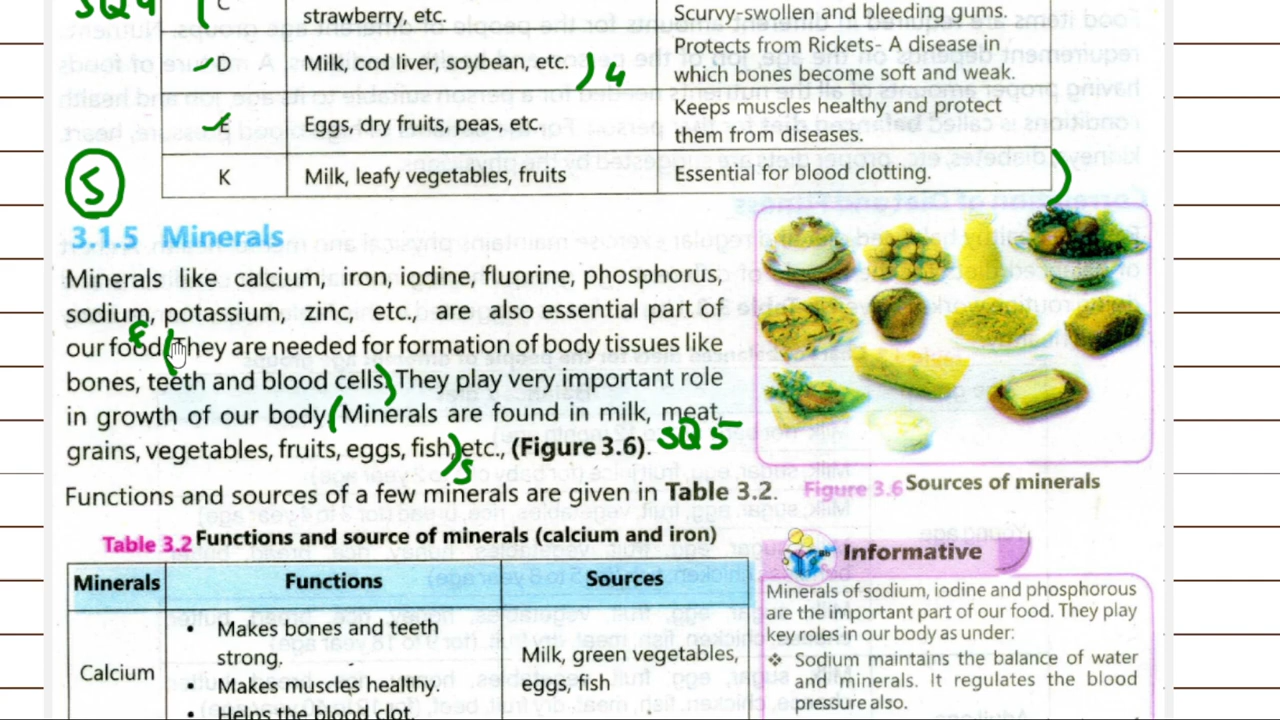 SQ4 ( C
strawberry, etc.
Scurvy-swollen and bleeding gums.
D
Milk, cod liver, soybean, etc.
) 4
Protects from Rickets- A disease in
which bones become soft and weak.
Eggs, dry fruits, peas, etc.
Keeps muscles healthy and protect
them from diseases.
5
K
Milk, leafy vegetables, fruits
Essential for blood clotting.
)
3.1.5 Minerals
Minerals like calcium, iron, iodine, fluorine, phosphorus,
sodium, potassium, zinc, etc., are also essential part of
our food. (They are needed for formation of body tissues like
bones, teeth and blood cells.) They play very important role
in growth of our body. (Minerals are found in milk, meat,
grains, vegetables, fruits, eggs, fish, )5 etc., (Figure 3.6). SQ5
Functions and sources of a few minerals are given in Table 3.2.
Figure 3.6 Sources of minerals
Table 3.2 Functions and source of minerals (calcium and iron)
Minerals Functions Sources
Calcium
• Makes bones and teeth
strong.
• Makes muscles healthy.
• Helps the blood clot.
Milk, green vegetables,
eggs, fish
Informative
Minerals of sodium, iodine and phosphorous
are the important part of our food. They play
key roles in our body as under:
❖ Sodium maintains the balance of water
and minerals. It regulates the blood
pressure also.